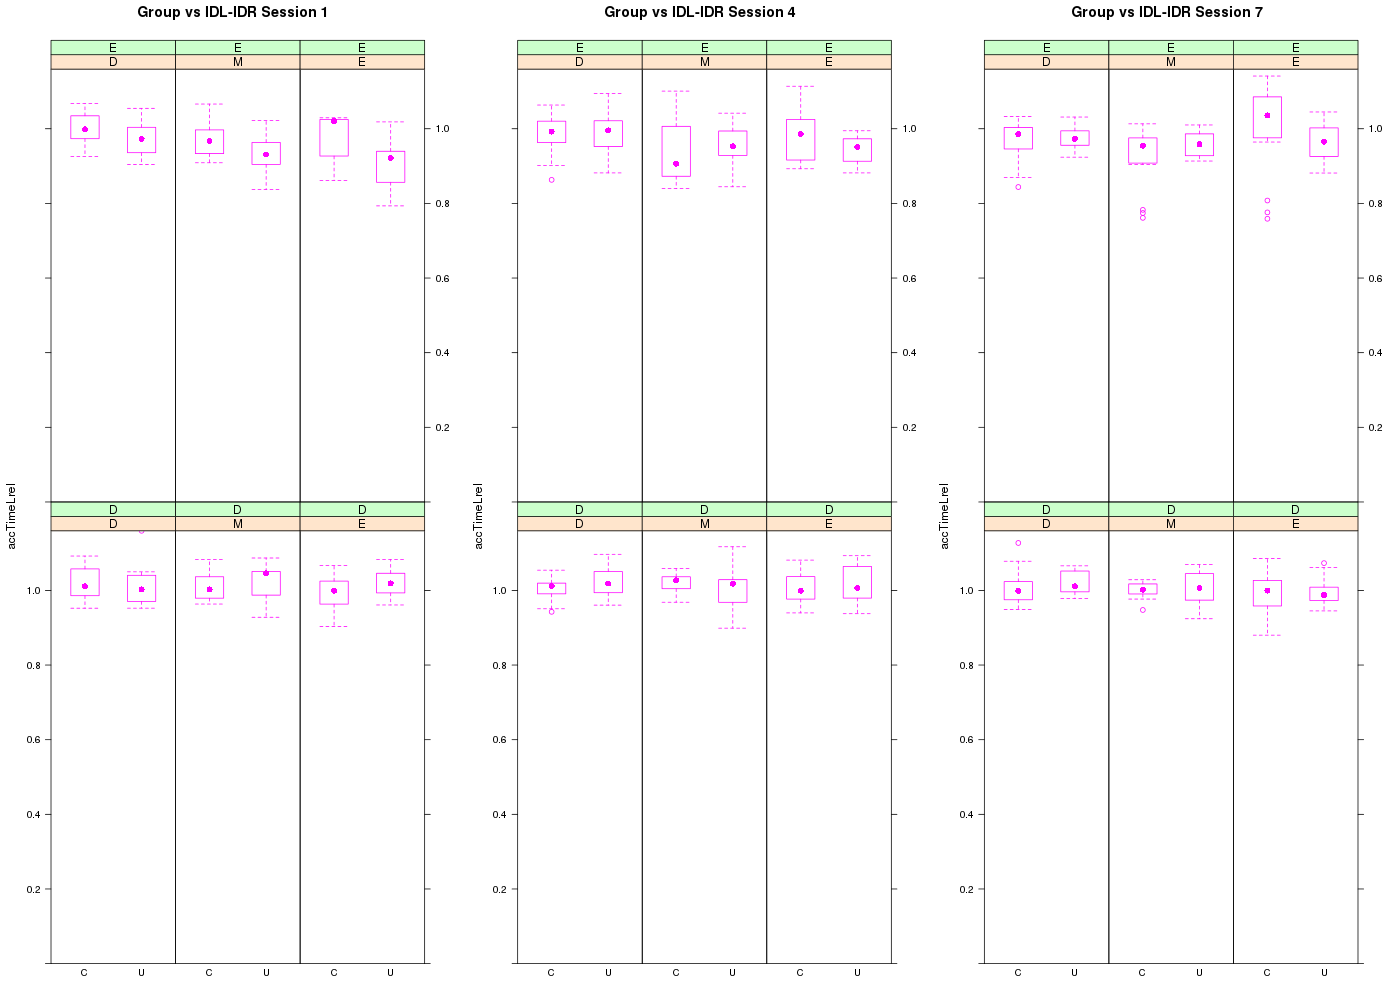 Group vs IDL-IDR Session 1
Group vs IDL-IDR Session 4
Group vs IDL-IDR Session 7
E E E E E E E E E
D M E D M E D M E
1.0 1.0 1.0
0.8 0.8 0.8
0.6 0.6 0.6
0.4 0.4 0.4
0.2 0.2 0.2
accTimeLrel accTimeLrel accTimeLrel
D D D D D D D D D
D M E D M E D M E
1.0 1.0 1.0
0.8 0.8 0.8
0.6 0.6 0.6
0.4 0.4 0.4
0.2 0.2 0.2
C U C U C U C U C U C U C U C U C U